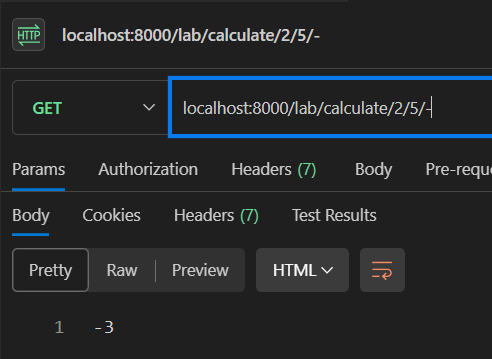 HTTP localhost:8000/lab/calculate/2/5/-
GET localhost:8000/lab/calculate/2/5/-
Params Authorization Headers (7) Body Pre-requ
Body Cookies Headers (7) Test Results
Pretty Raw Preview HTML
1 -3